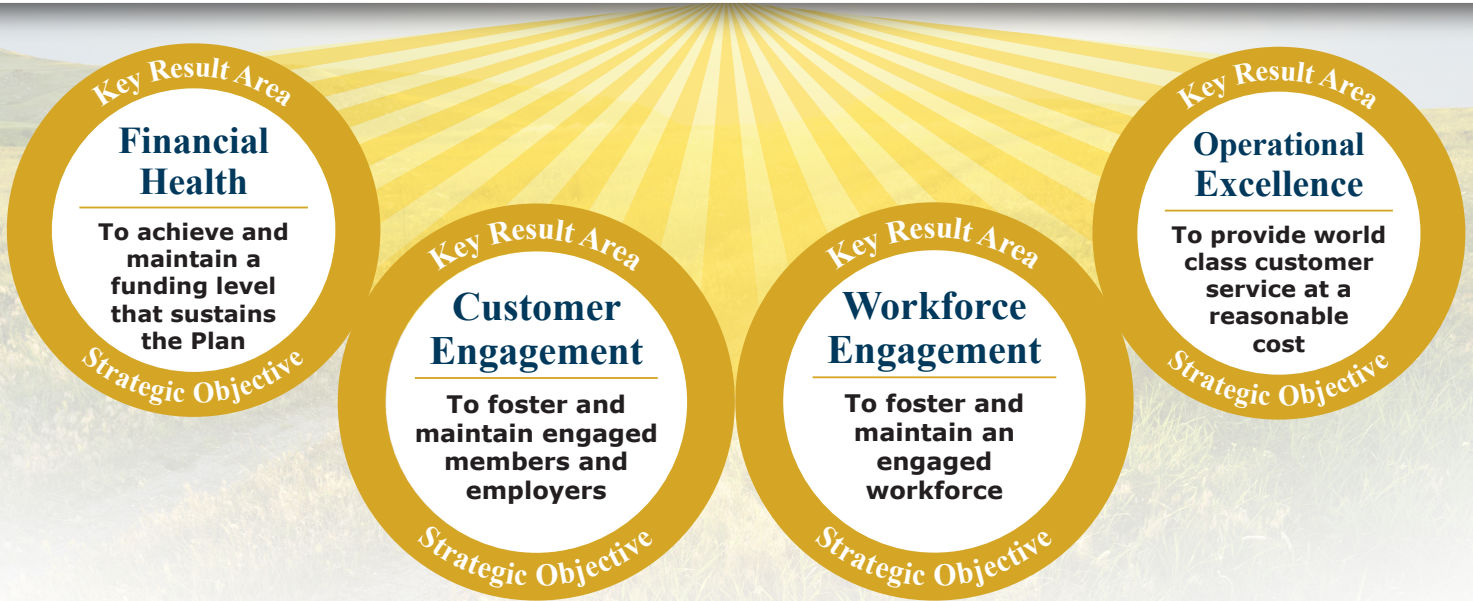 Key Result Area
Financial
Health
To achieve and
maintain a
funding level
that sustains
the Plan
Strategic Objective
Key Result Area
Customer
Engagement
To foster and
maintain engaged
members and
employers
Strategic Objective
Key Result Area
Workforce
Engagement
To foster and
maintain an
engaged
workforce
Strategic Objective
Key Result Area
Operational
Excellence
To provide world
class customer
service at a
reasonable
cost
Strategic Objective